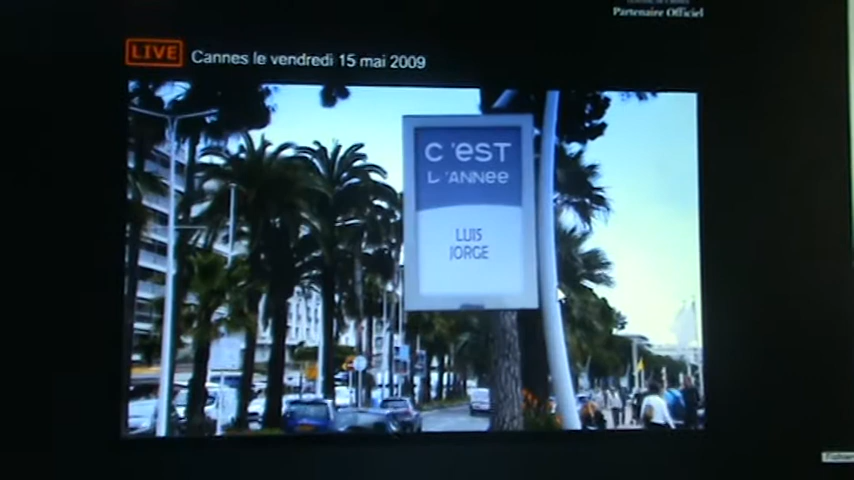 Partenaire Officiel
LIVE
Cannes le vendredi 15 mai 2009
C'EST
L'ANNEE
LUIS
JORGE